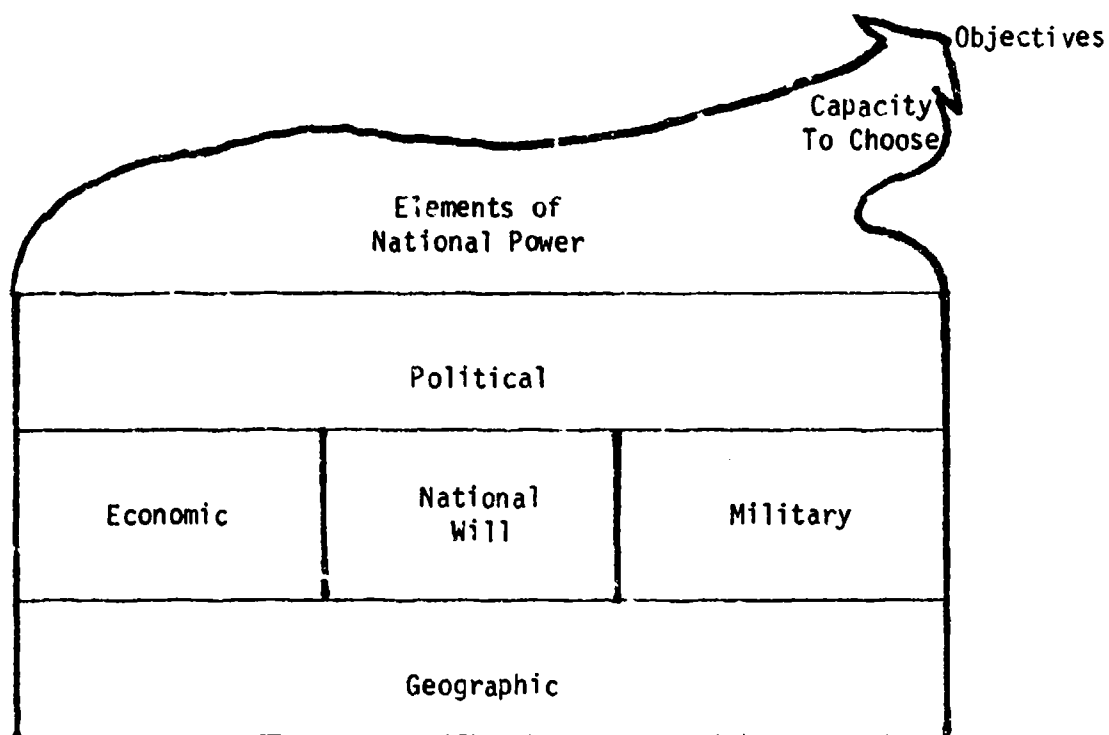 Objectives
Capacity
To Choose
Elements of
National Power
Political
Economic
National
Will
Military
Geographic